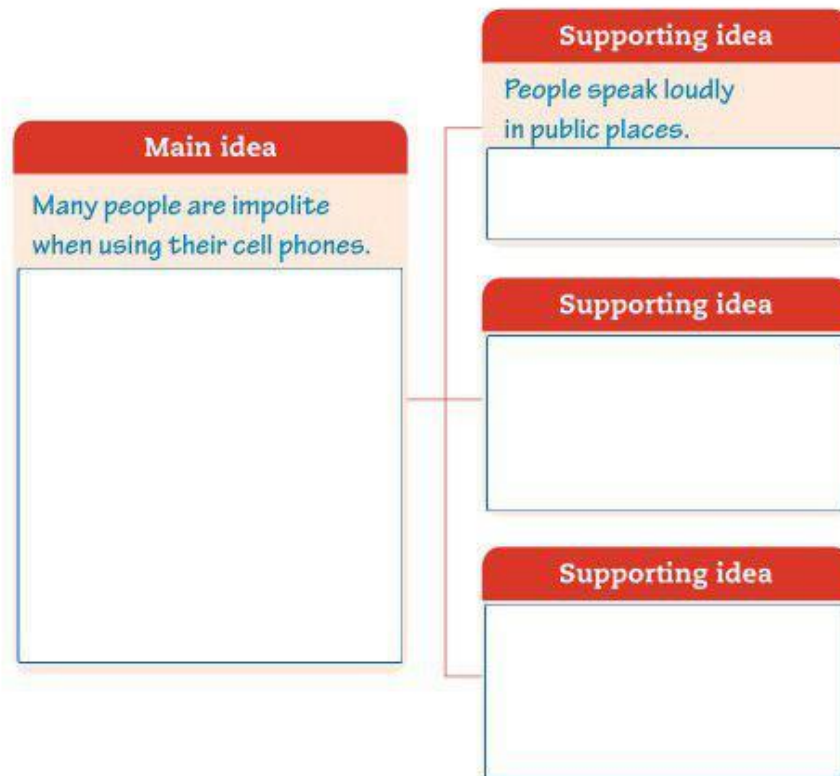 Main idea
Many people are impolite
when using their cell phones.
Supporting idea
People speak loudly
in public places.
Supporting idea
Supporting idea